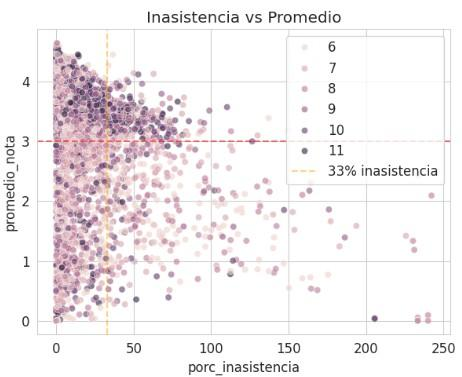 Inasistencia vs Promedio
6
7
8
9
10
11
33% inasistencia
promedio_nota
4
3
2
1
0
0 50 100 150 200 250
porc_inasistencia